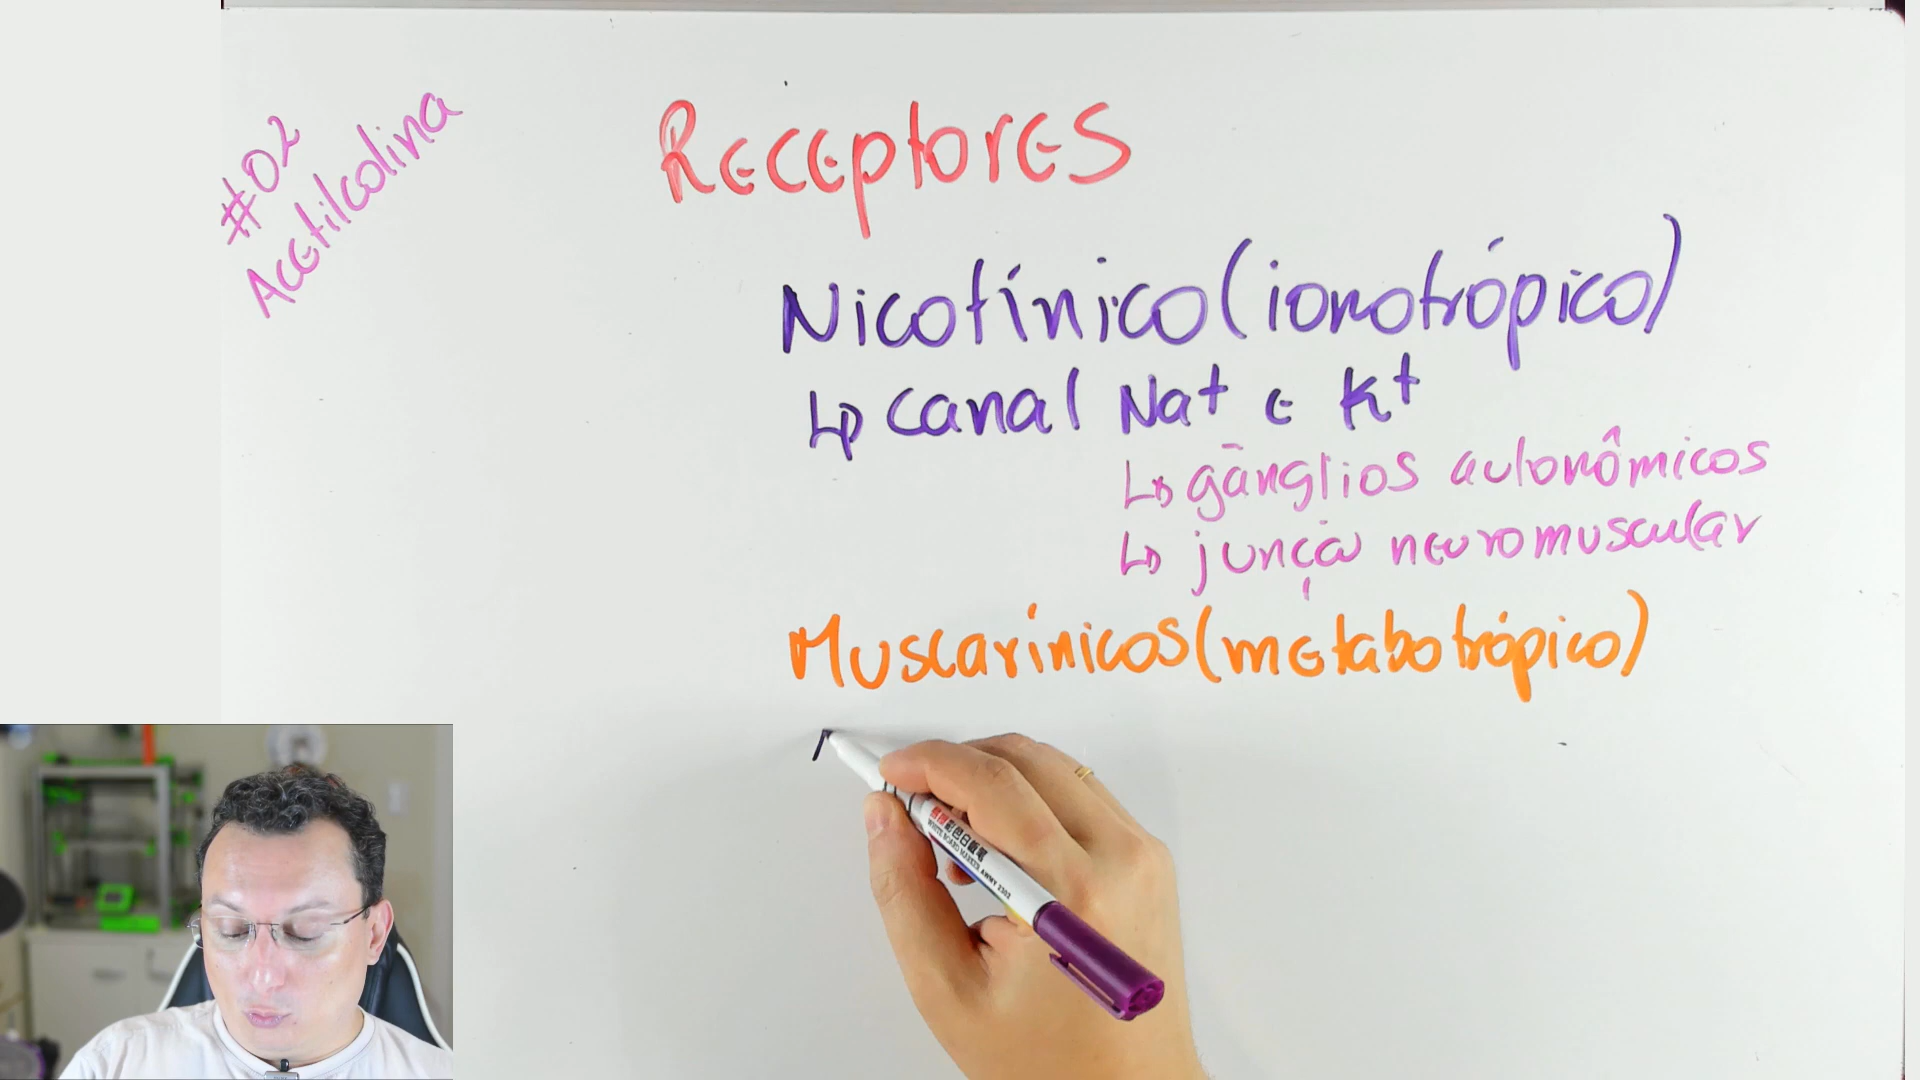 #02
Acetilcolina
Receptores
Nicotínico (ionotrópico)
↳ canal Na+ e K+
↳ gânglios autonômicos
↳ junção neuromuscular
Muscarínicos (metabotrópico)